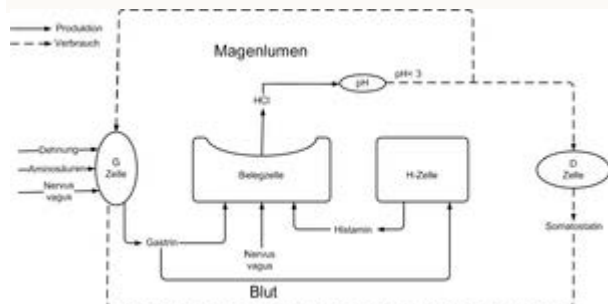 Produktion
Verbrauch
Magenlumen
pH
pH< 3
HCl
Dehnung
Aminosäuren
Nervus
vagus
G
Zelle
Belegzelle
H-Zelle
D
Zelle
Gastrin
Histamin
Nervus
vagus
Somatostatin
Blut